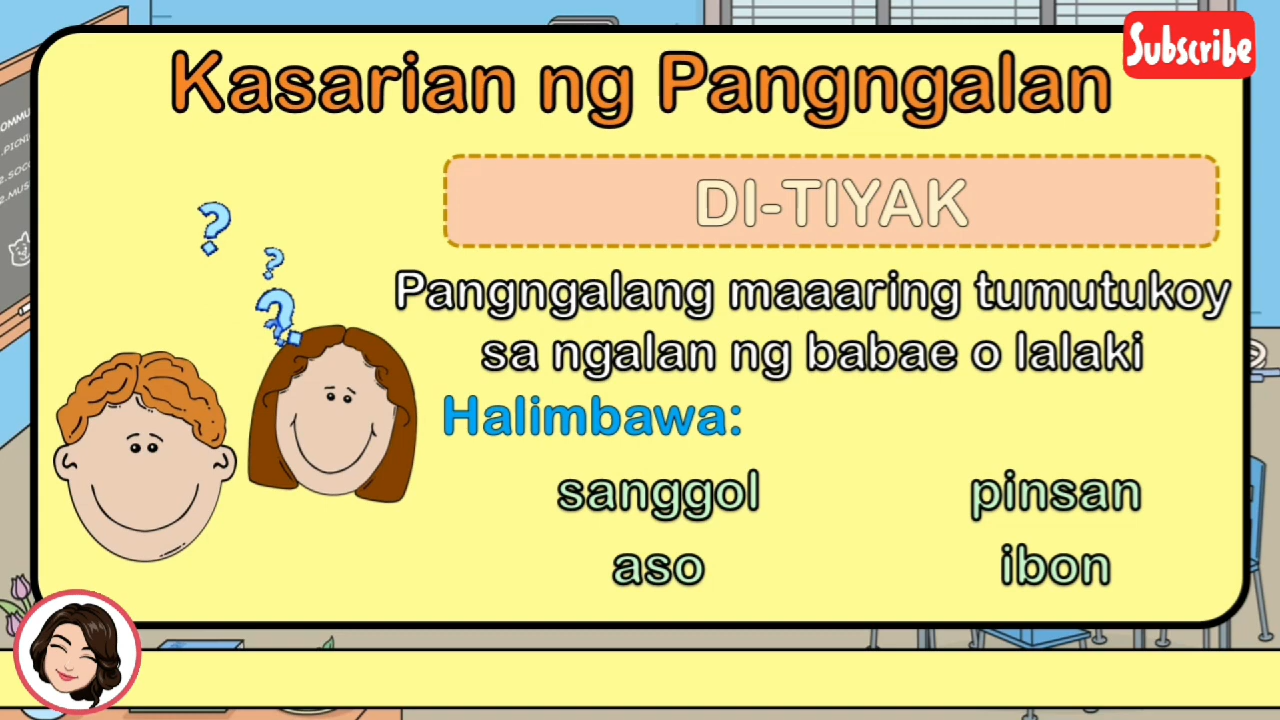 Subscribe
Kasarian ng Pangngalan
DI-TIYAK
Pangngalang maaaring tumutukoy
sa ngalan ng babae o lalaki
Halimbawa:
sanggol pinsan
aso ibon